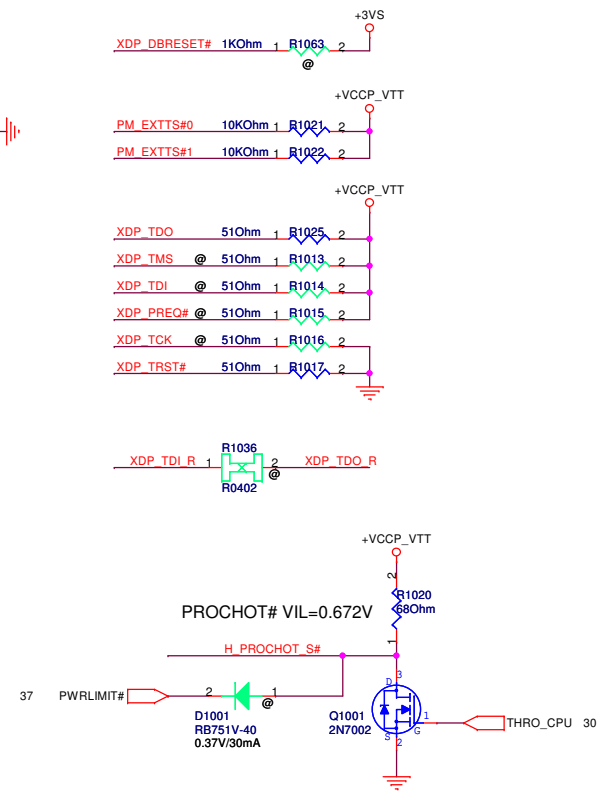 +3VS
XDP_DBRESET# 1KOhm 1 R1063 2
@
+VCCP_VTT
PM_EXTTS#0 10KOhm 1 R1021 2
PM_EXTTS#1 10KOhm 1 R1022 2
+VCCP_VTT
XDP_TDO 51Ohm 1 R1025 2
XDP_TMS @ 51Ohm 1 R1013 2
XDP_TDI @ 51Ohm 1 R1014 2
XDP_PREQ# @ 51Ohm 1 R1015 2
XDP_TCK @ 51Ohm 1 R1016 2
XDP_TRST# 51Ohm 1 R1017 2
R1036
XDP_TDI_R 1 2 XDP_TDO_R
@
R0402
+VCCP_VTT
2
R1020
68Ohm
PROCHOT# VIL=0.672V
1
H_PROCHOT_S#
D 3
37 PWRLIMIT# 2 1
@
D1001 Q1001 1
RB751V-40 2N7002 G THRO_CPU 30
0.37V/30mA
S 2